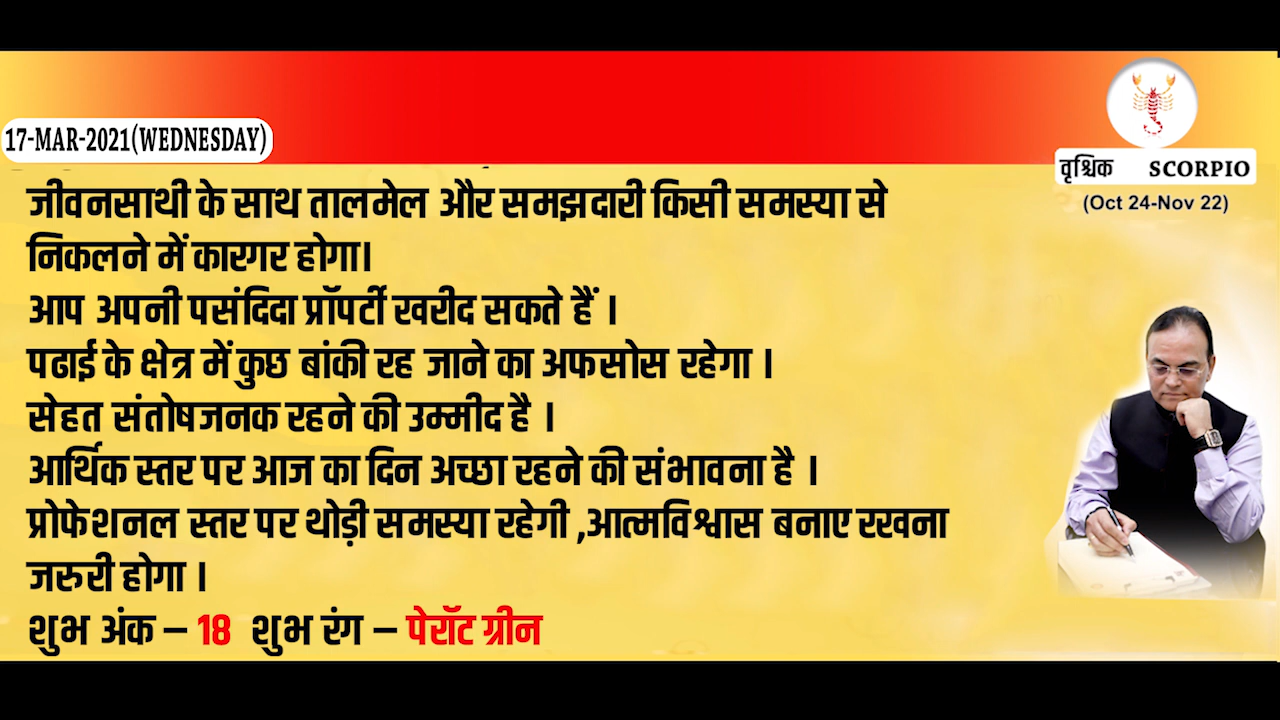 17-MAR-2021(WEDNESDAY)
वृश्चिक SCORPIO
(Oct 24-Nov 22)
जीवनसाथी के साथ तालमेल और समझदारी किसी समस्या से
निकलने में कारगर होगा।
आप अपनी पसंदिदा प्रॉपर्टी खरीद सकते हैं ।
पढाई के क्षेत्र में कुछ बांकी रह जाने का अफसोस रहेगा ।
सेहत संतोषजनक रहने की उम्मीद है ।
आर्थिक स्तर पर आज का दिन अच्छा रहने की संभावना है ।
प्रोफेशनल स्तर पर थोड़ी समस्या रहेगी ,आत्मविश्वास बनाए रखना
जरुरी होगा ।
शुभ अंक – 18 शुभ रंग – पेरॉट ग्रीन